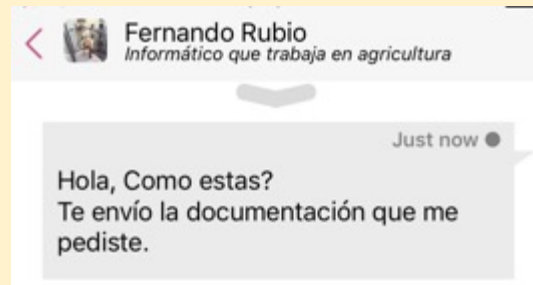 Fernando Rubio
Informático que trabaja en agricultura
Just now
Hola, Como estas?
Te envío la documentación que me
pediste.